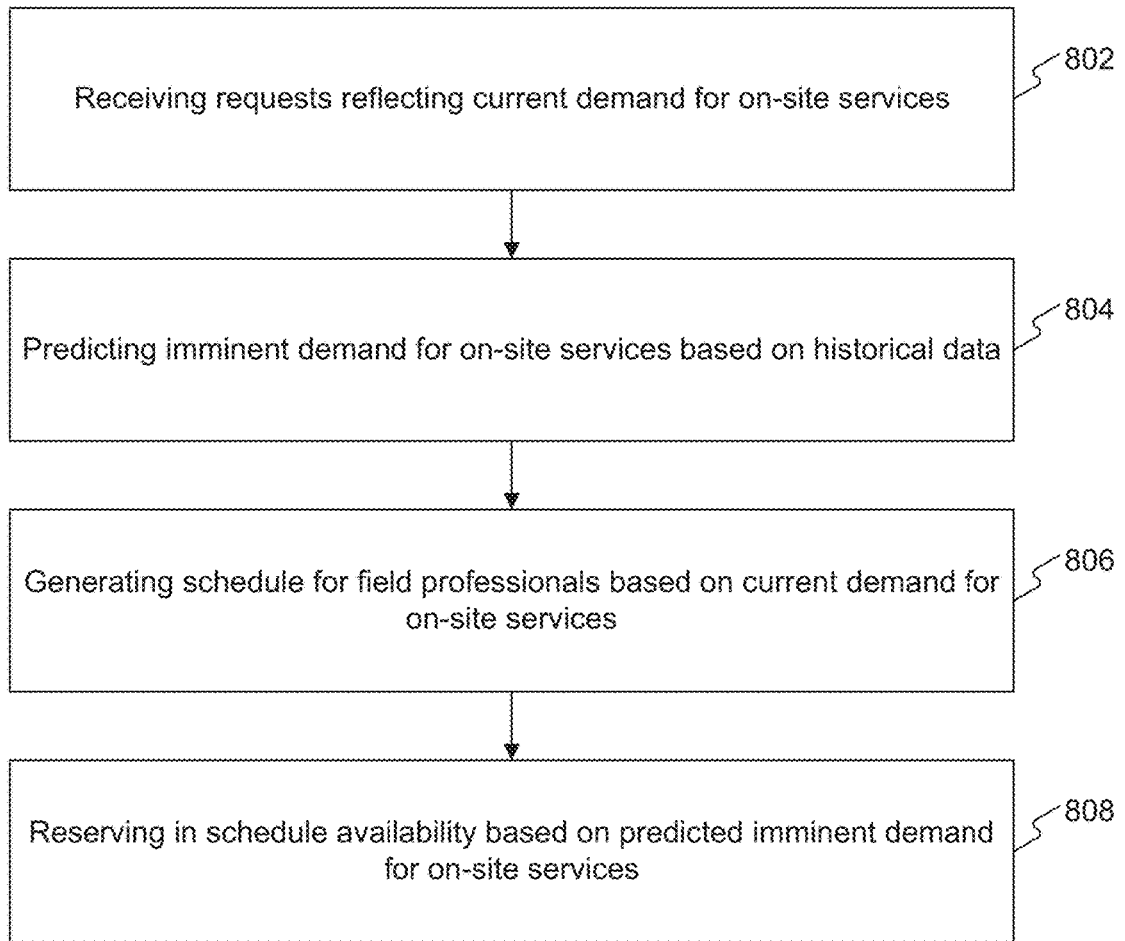 802
Receiving requests reflecting current demand for on-site services
804
Predicting imminent demand for on-site services based on historical data
806
Generating schedule for field professionals based on current demand for
on-site services
808
Reserving in schedule availability based on predicted imminent demand
for on-site services